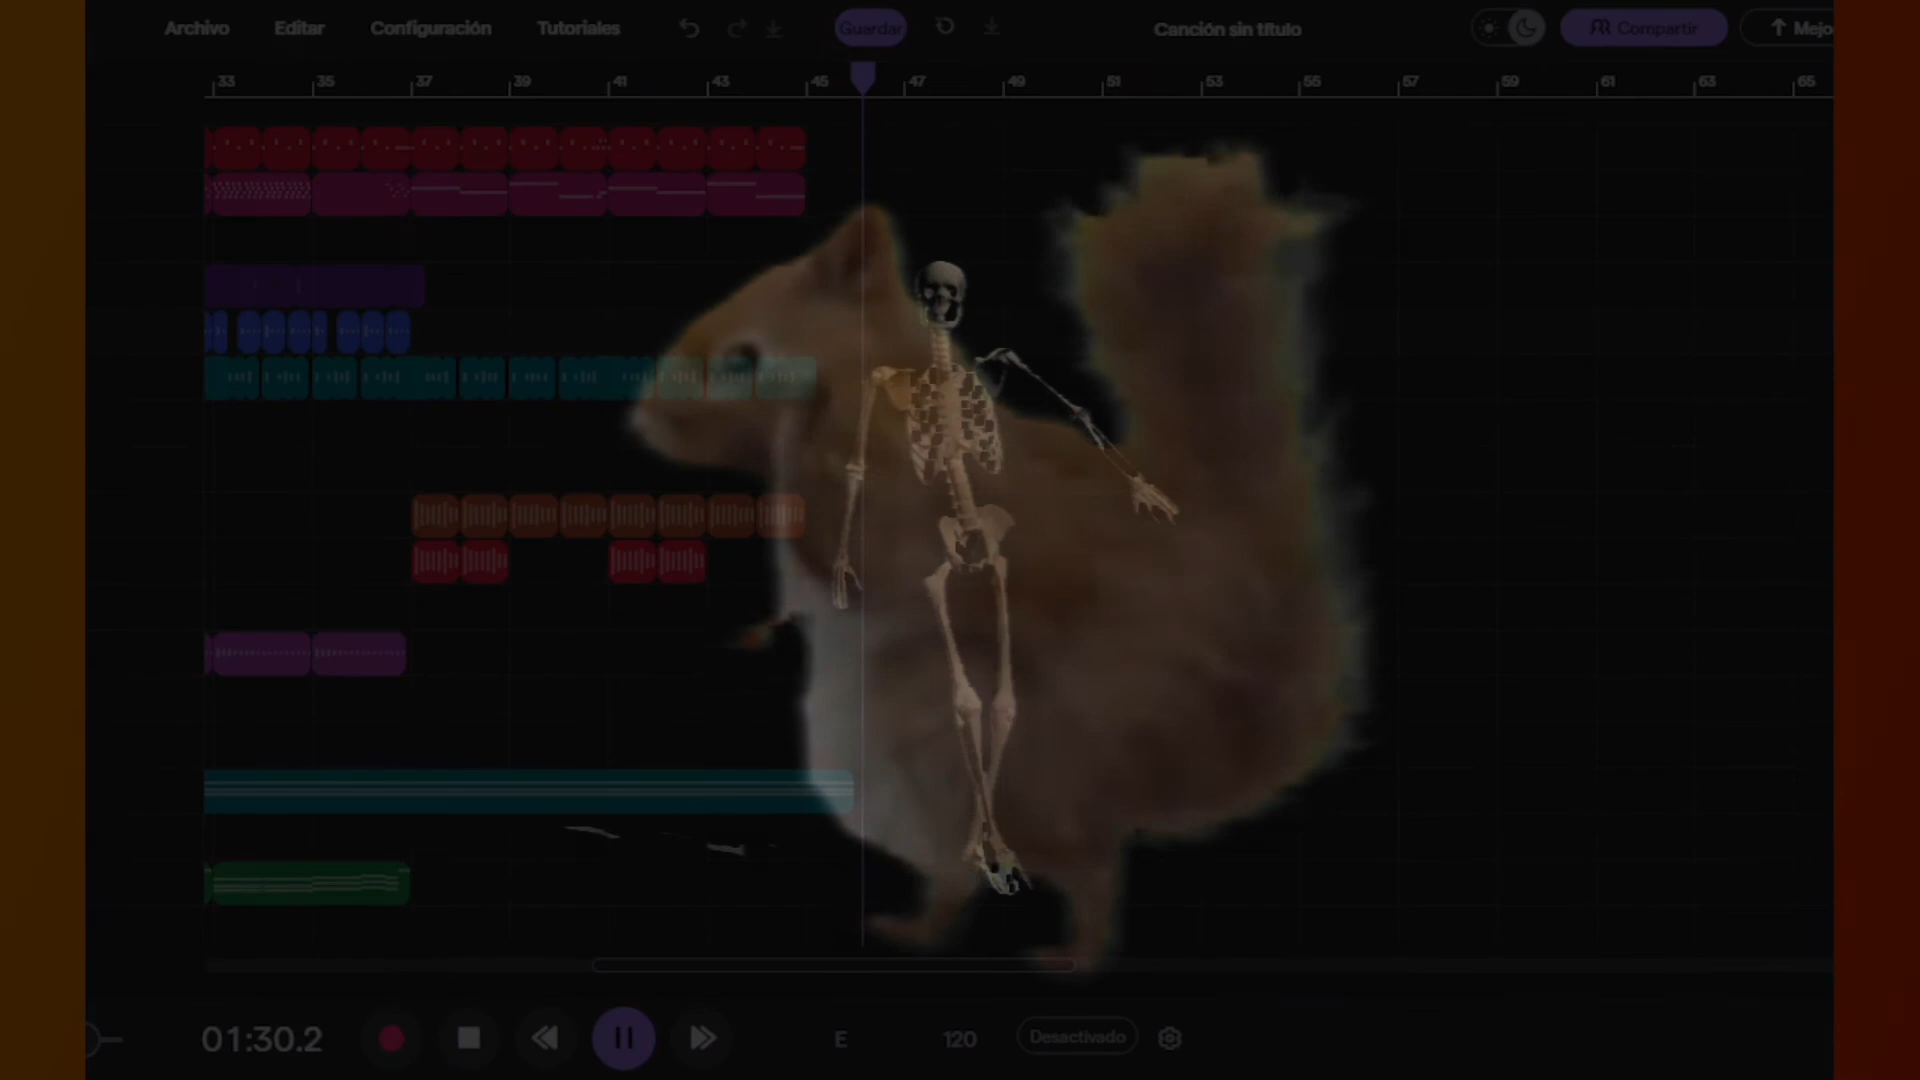 Archivo Editar Configuración Tutoriales Guardar Canción sin título Compartir Mejo
33 35 37 39 41 43 45 47 49 51 53 55 57 59 61 63 65
01:30.2 E 120 Desactivado